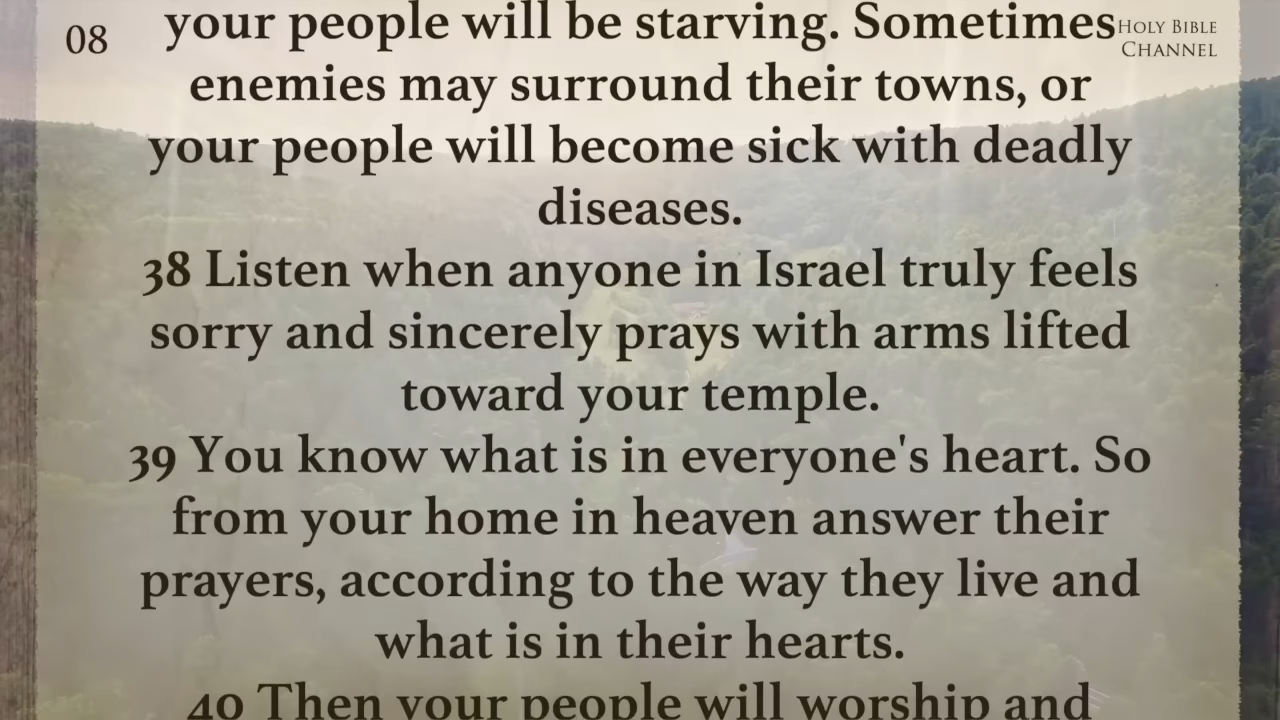 08
your people will be starving. Sometimes
HOLY BIBLE
CHANNEL
enemies may surround their towns, or
your people will become sick with deadly
diseases.
38 Listen when anyone in Israel truly feels
sorry and sincerely prays with arms lifted
toward your temple.
39 You know what is in everyone's heart. So
from your home in heaven answer their
prayers, according to the way they live and
what is in their hearts.
40 Then your people will worship and